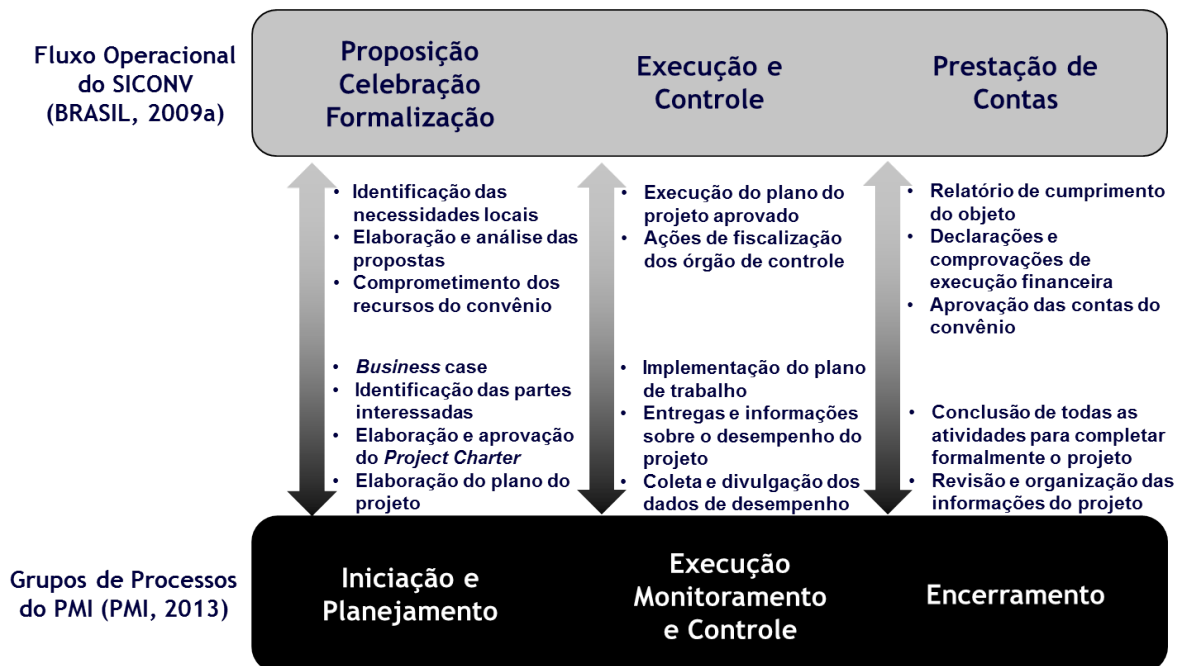 Fluxo Operacional
do SICONV
(BRASIL, 2009a)
Proposição
Celebração
Formalização
Execução e
Controle
Prestação de
Contas
• Identificação das
necessidades locais
• Elaboração e análise das
propostas
• Comprometimento dos
recursos do convênio
• Business case
• Identificação das partes
interessadas
• Elaboração e aprovação
do Project Charter
• Elaboração do plano do
projeto
• Execução do plano do
projeto aprovado
• Ações de fiscalização
dos órgão de controle
• Implementação do plano
de trabalho
• Entregas e informações
sobre o desempenho do
projeto
• Coleta e divulgação dos
dados de desempenho
• Relatório de cumprimento
do objeto
• Declarações e
comprovações de
execução financeira
• Aprovação das contas do
convênio
• Conclusão de todas as
atividades para completar
formalmente o projeto
• Revisão e organização das
informações do projeto
Grupos de Processos
do PMI (PMI, 2013)
Iniciação e
Planejamento
Execução
Monitoramento
e Controle
Encerramento